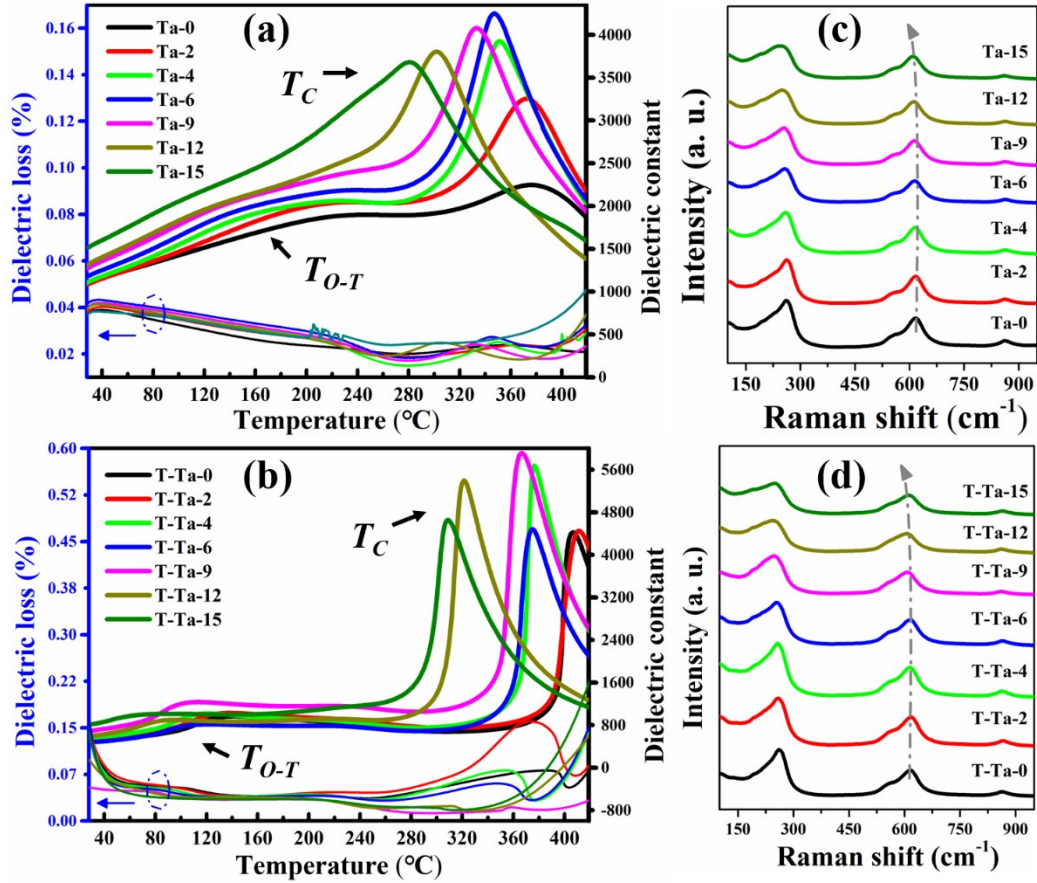 (a)
Ta-0
Ta-2
Ta-4
Ta-6
Ta-9
Ta-12
Ta-15
T_C
T_O-T
Dielectric loss (%)
0.16
0.14
0.12
0.10
0.08
0.06
0.04
0.02
Dielectric constant
4000
3500
3000
2500
2000
1500
1000
500
0
40 80 120 160 200 240 280 320 360 400
Temperature (°C)
(c)
Ta-15
Ta-12
Ta-9
Ta-6
Ta-4
Ta-2
Ta-0
Intensity (a. u.)
150 300 450 600 750 900
Raman shift (cm-1)
(b)
T-Ta-0
T-Ta-2
T-Ta-4
T-Ta-6
T-Ta-9
T-Ta-12
T-Ta-15
T_C
T_O-T
Dielectric loss (%)
0.60
0.52
0.45
0.38
0.30
0.22
0.15
0.07
0.00
Dielectric constant
5600
4800
4000
3200
2400
1600
800
0
-800
40 80 120 160 200 240 280 320 360 400
Temperature (°C)
(d)
T-Ta-15
T-Ta-12
T-Ta-9
T-Ta-6
T-Ta-4
T-Ta-2
T-Ta-0
Intensity (a. u.)
150 300 450 600 750 900
Raman shift (cm-1)